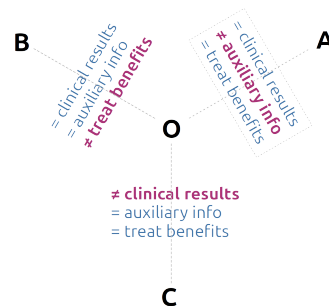 B
A
= clinical results
= auxiliary info
≠ treat benefits
= clinical results
≠ auxiliary info
= treat benefits
O
≠ clinical results
= auxiliary info
= treat benefits
C